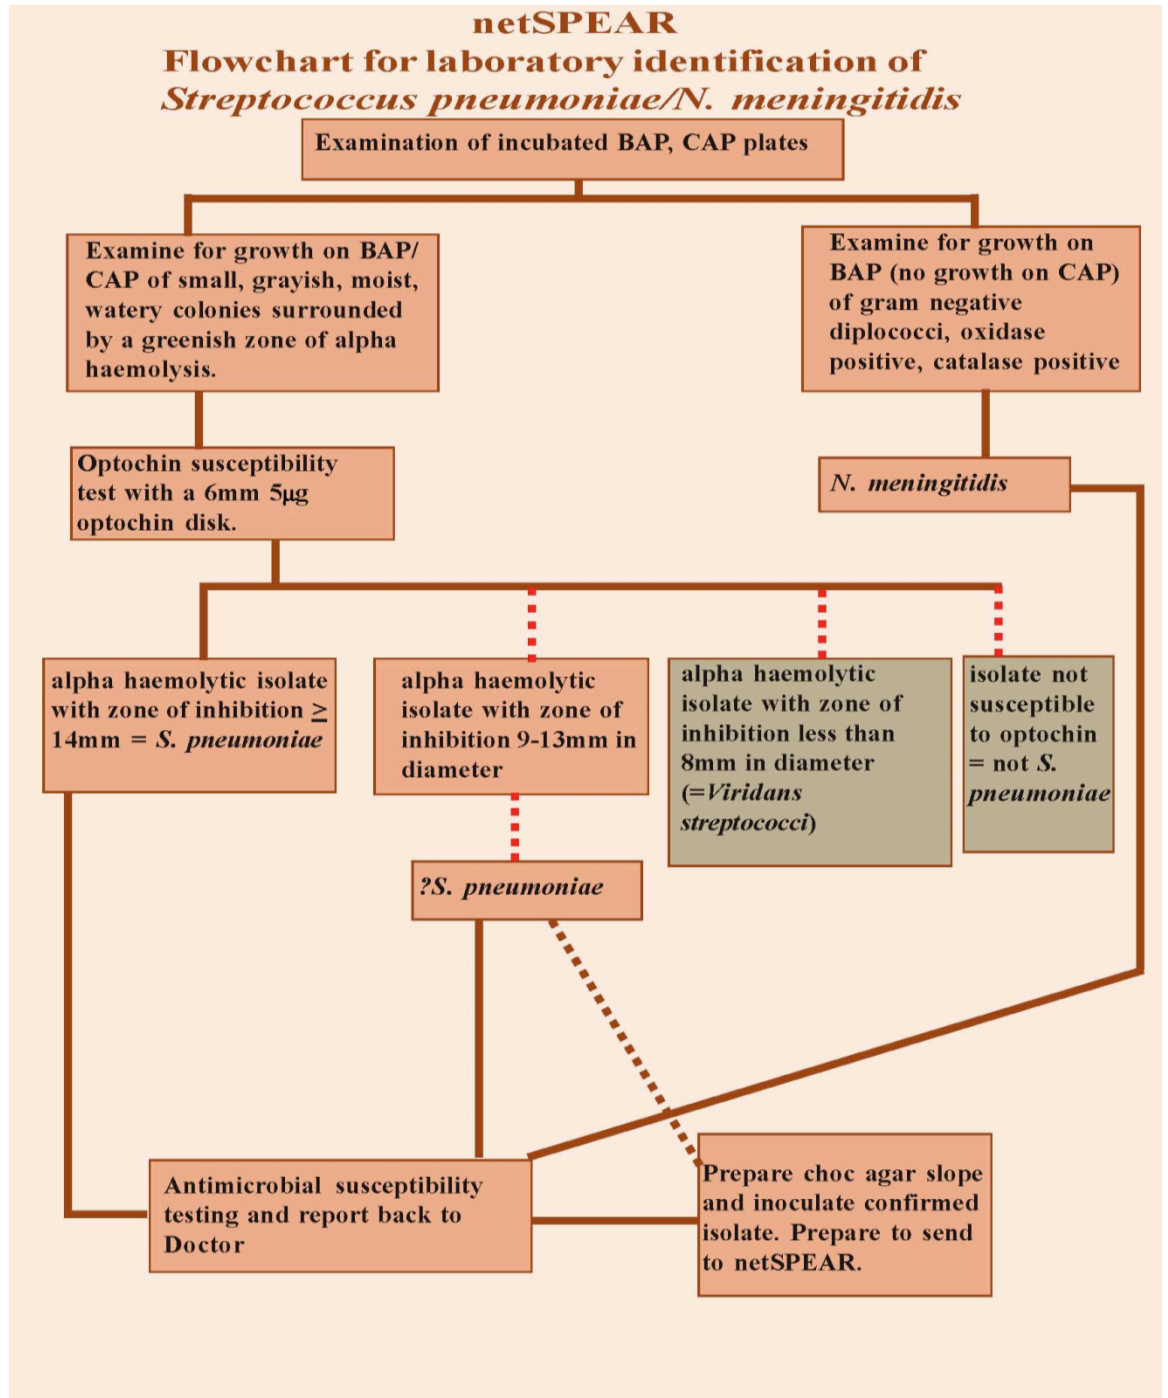 netSPEAR
Flowchart for laboratory identification of
Streptococcus pneumoniae/N. meningitidis
Examination of incubated BAP, CAP plates
Examine for growth on BAP/
CAP of small, grayish, moist,
watery colonies surrounded
by a greenish zone of alpha
haemolysis.
Examine for growth on
BAP (no growth on CAP)
of gram negative
diplococci, oxidase
positive, catalase positive
Optochin susceptibility
test with a 6mm 5µg
optochin disk.
N. meningitidis
alpha haemolytic isolate
with zone of inhibition ≥
14mm = S. pneumoniae
alpha haemolytic
isolate with zone of
inhibition 9-13mm in
diameter
alpha haemolytic
isolate with zone of
inhibition less than
8mm in diameter
(=Viridans
streptococci)
isolate not
susceptible
to optochin
= not S.
pneumoniae
?S. pneumoniae
Antimicrobial susceptibility
testing and report back to
Doctor
Prepare choc agar slope
and inoculate confirmed
isolate. Prepare to send
to netSPEAR.